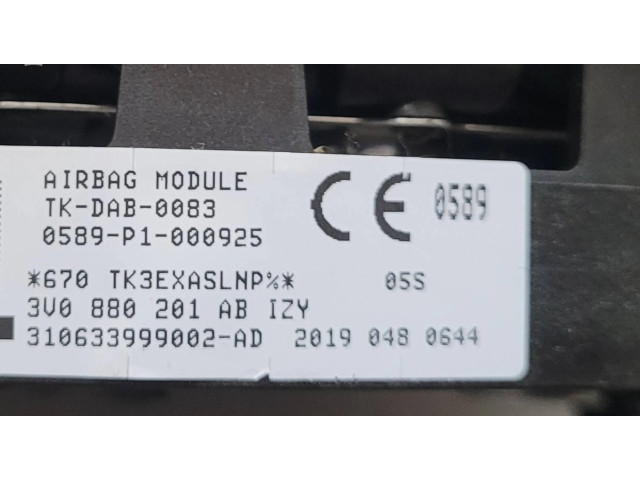 AIRBAG MODULE
TK-DAB-0083
0589-P1-000925
CE 0589
*670 TK3EXASLNP%* 05S
3V0 880 201 AB IZY
310633999002-AD 2019 048 0644